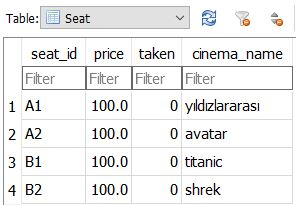 Table: Seat
seat_id price taken cinema_name
Filter Filter Filter Filter
1 A1 100.0 0 yıldızlararası
2 A2 100.0 0 avatar
3 B1 100.0 0 titanic
4 B2 100.0 0 shrek